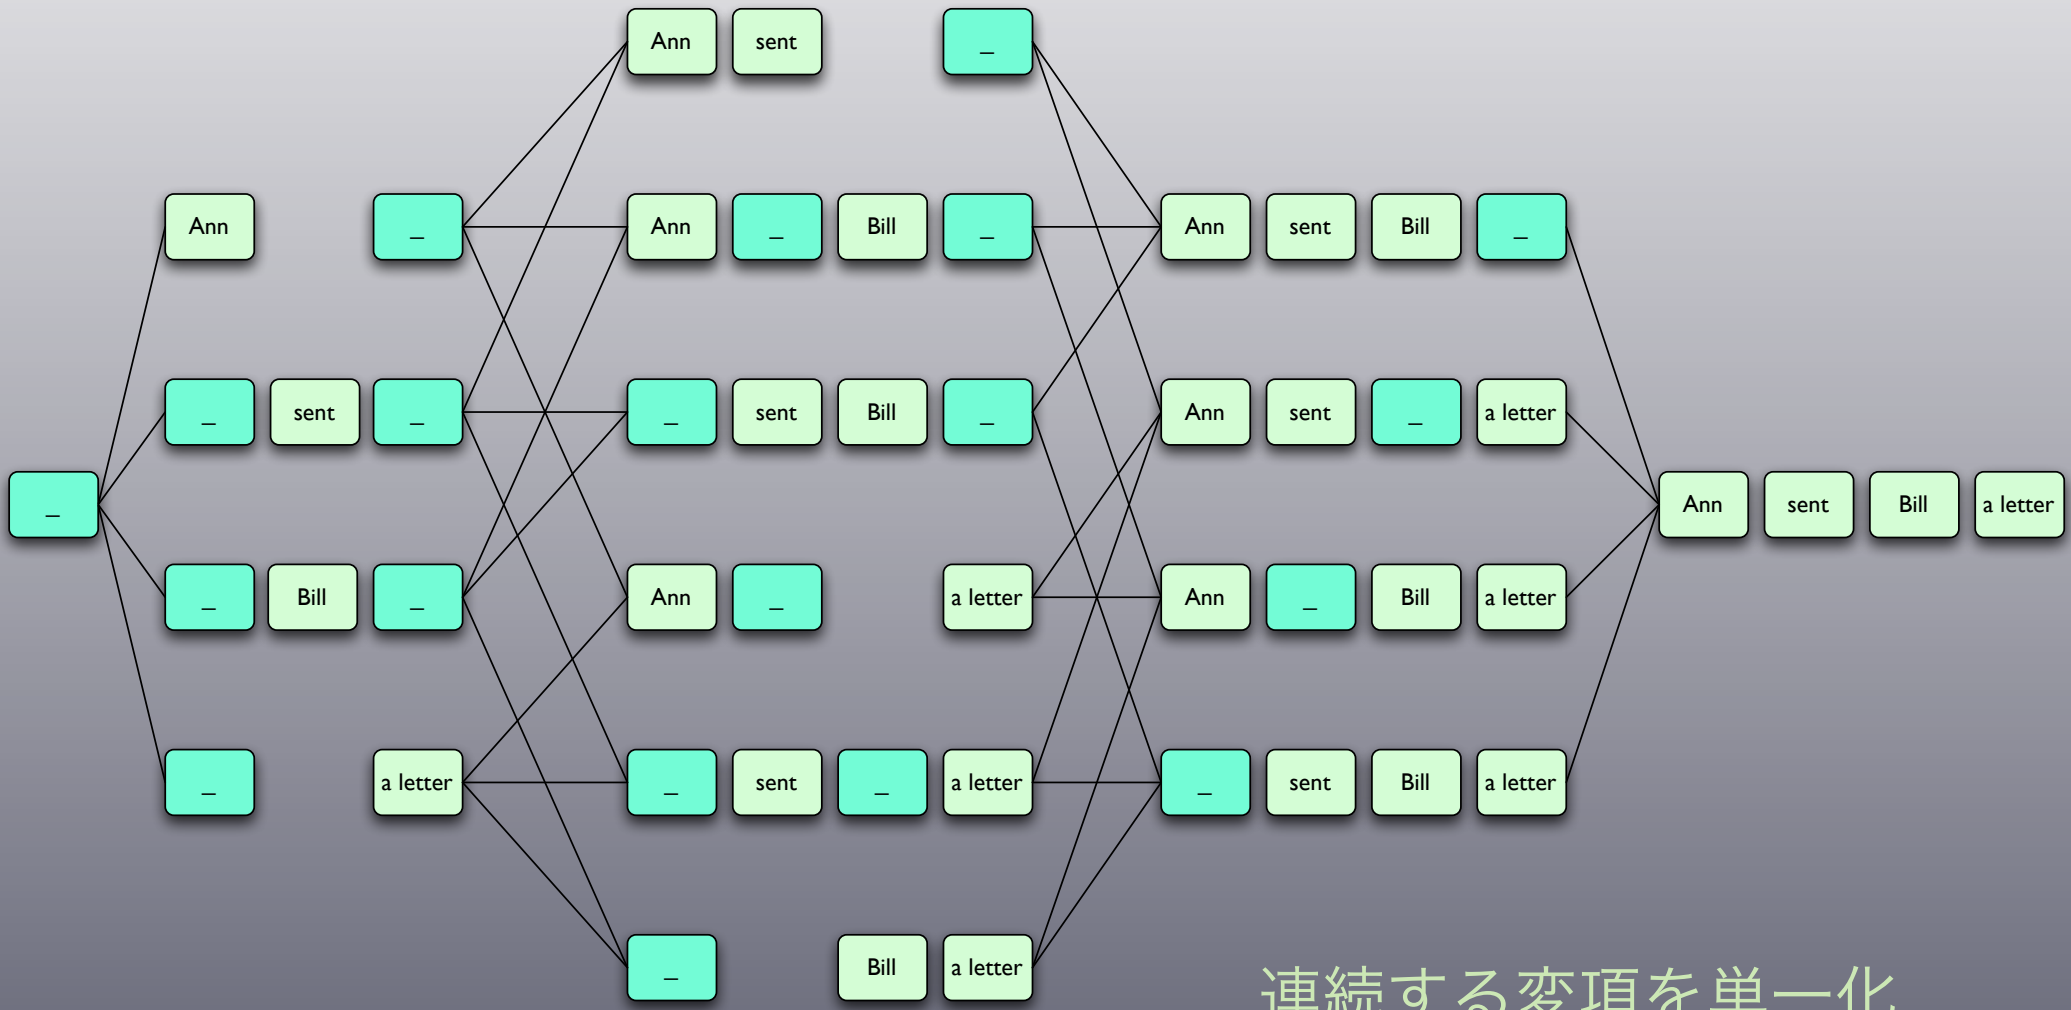 Ann sent _
Ann _ Ann _ Bill _ Ann sent Bill _
_ sent _ _ sent Bill _ Ann sent _ a letter
_ Ann sent Bill a letter
_ Bill _ Ann _ a letter Ann _ Bill a letter
_ a letter _ sent _ a letter _ sent Bill a letter
_ Bill a letter
連続する変項を単一化